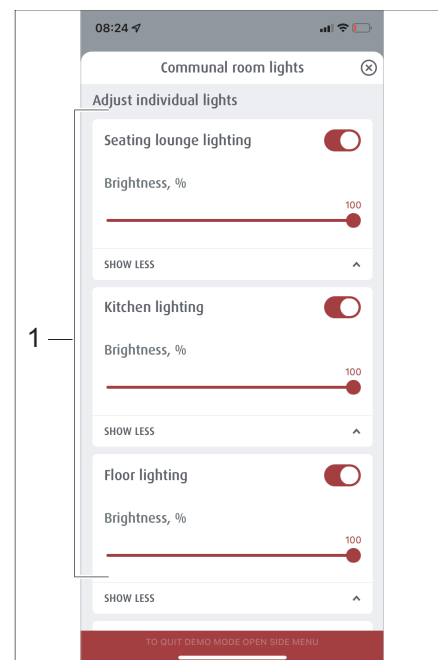 08:24
Communal room lights
Adjust individual lights
Seating lounge lighting
Brightness, %
100
SHOW LESS
Kitchen lighting
Brightness, %
100
SHOW LESS
1
Floor lighting
Brightness, %
100
SHOW LESS
TO QUIT DEMO MODE OPEN SIDE MENU